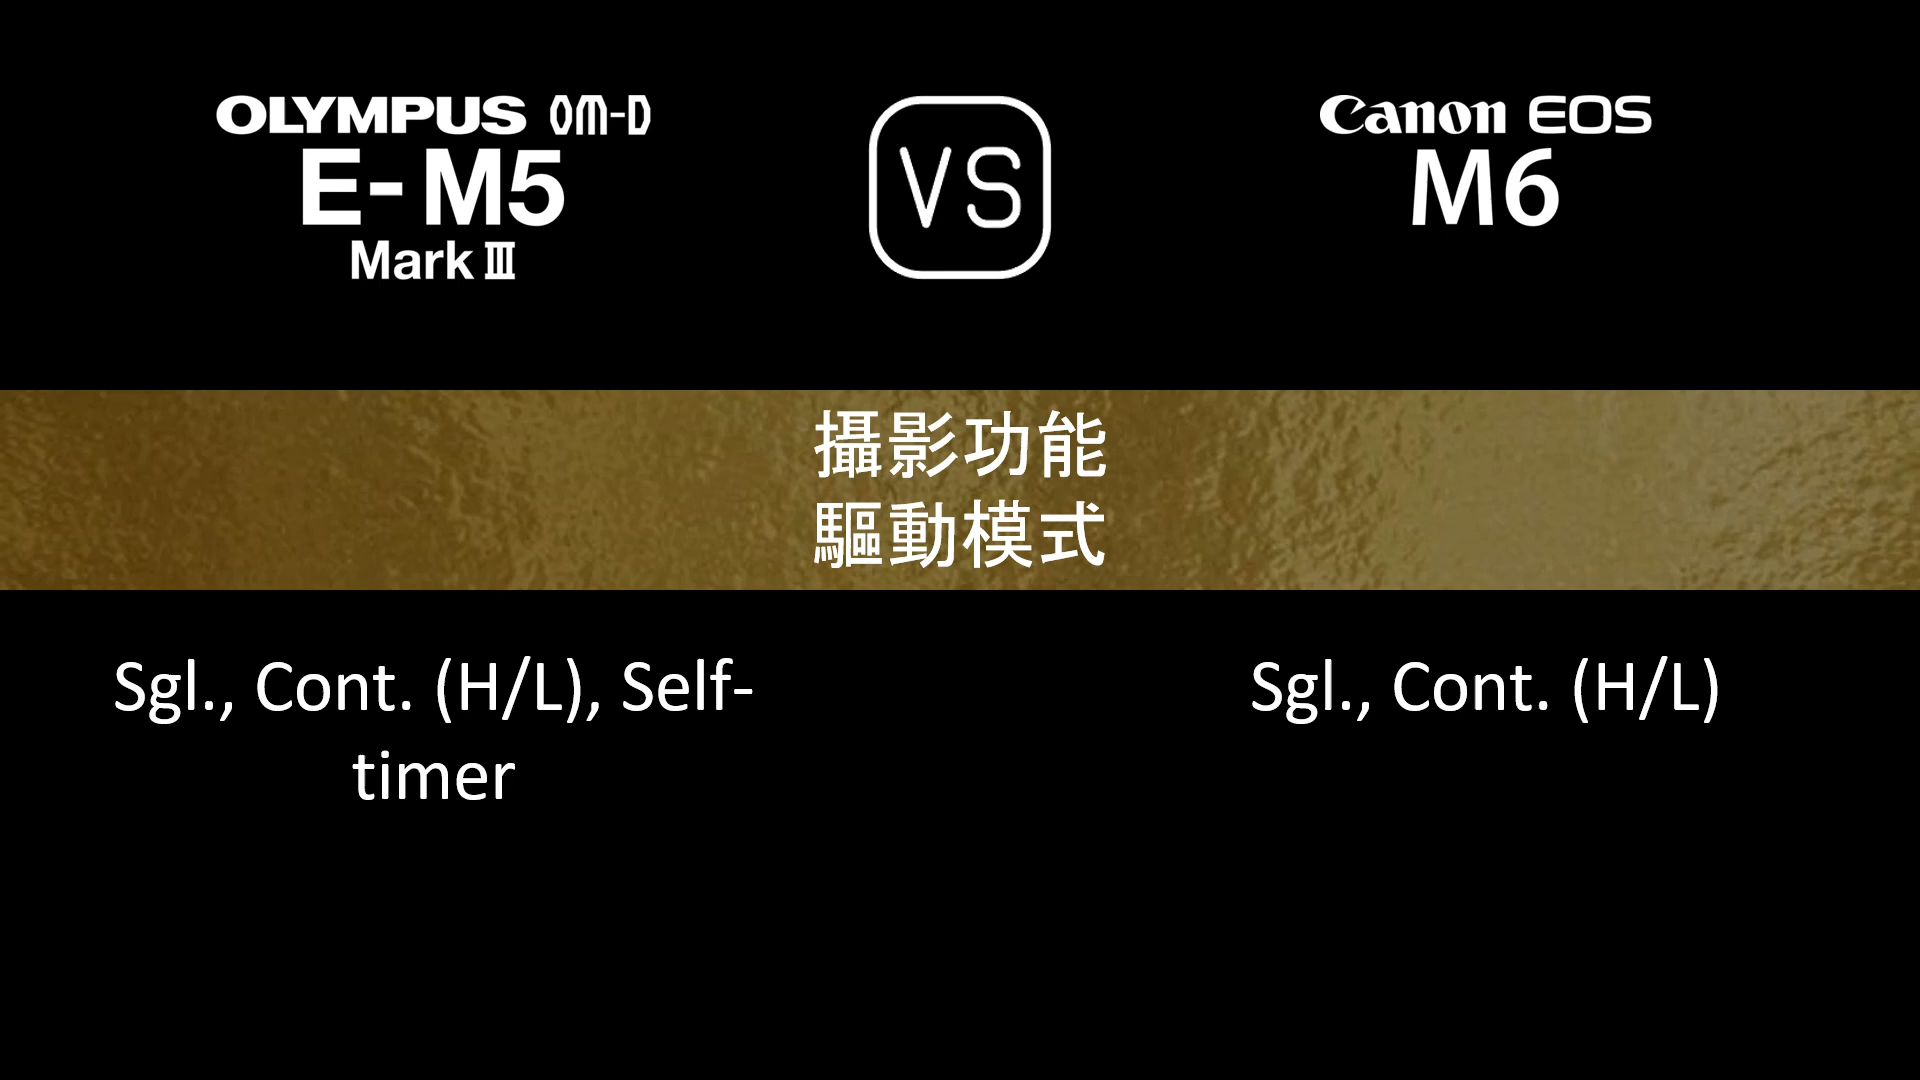 OLYMPUS OM-D
E-M5
Mark III
VS
Canon EOS
M6
攝影功能
驅動模式
Sgl., Cont. (H/L), Self-
timer
Sgl., Cont. (H/L)